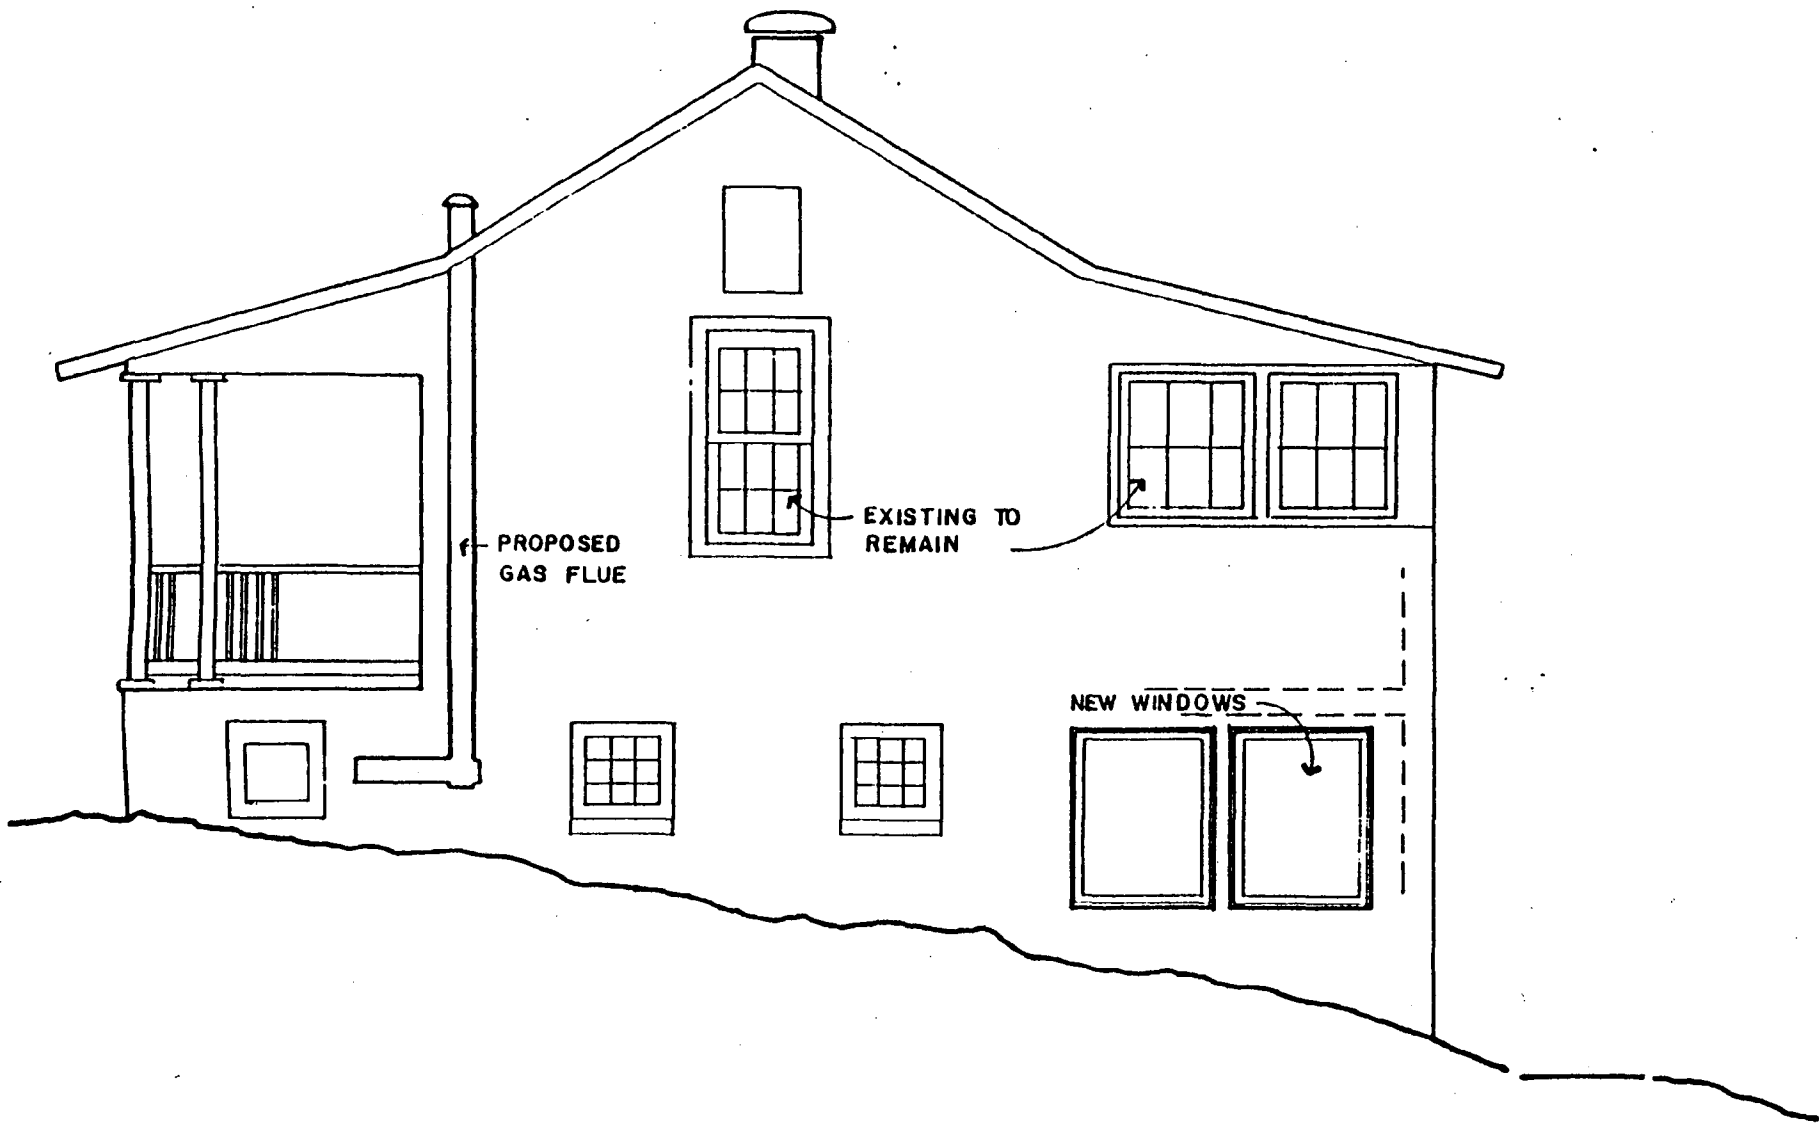 EXISTING TO
REMAIN
PROPOSED
GAS FLUE
NEW WINDOWS